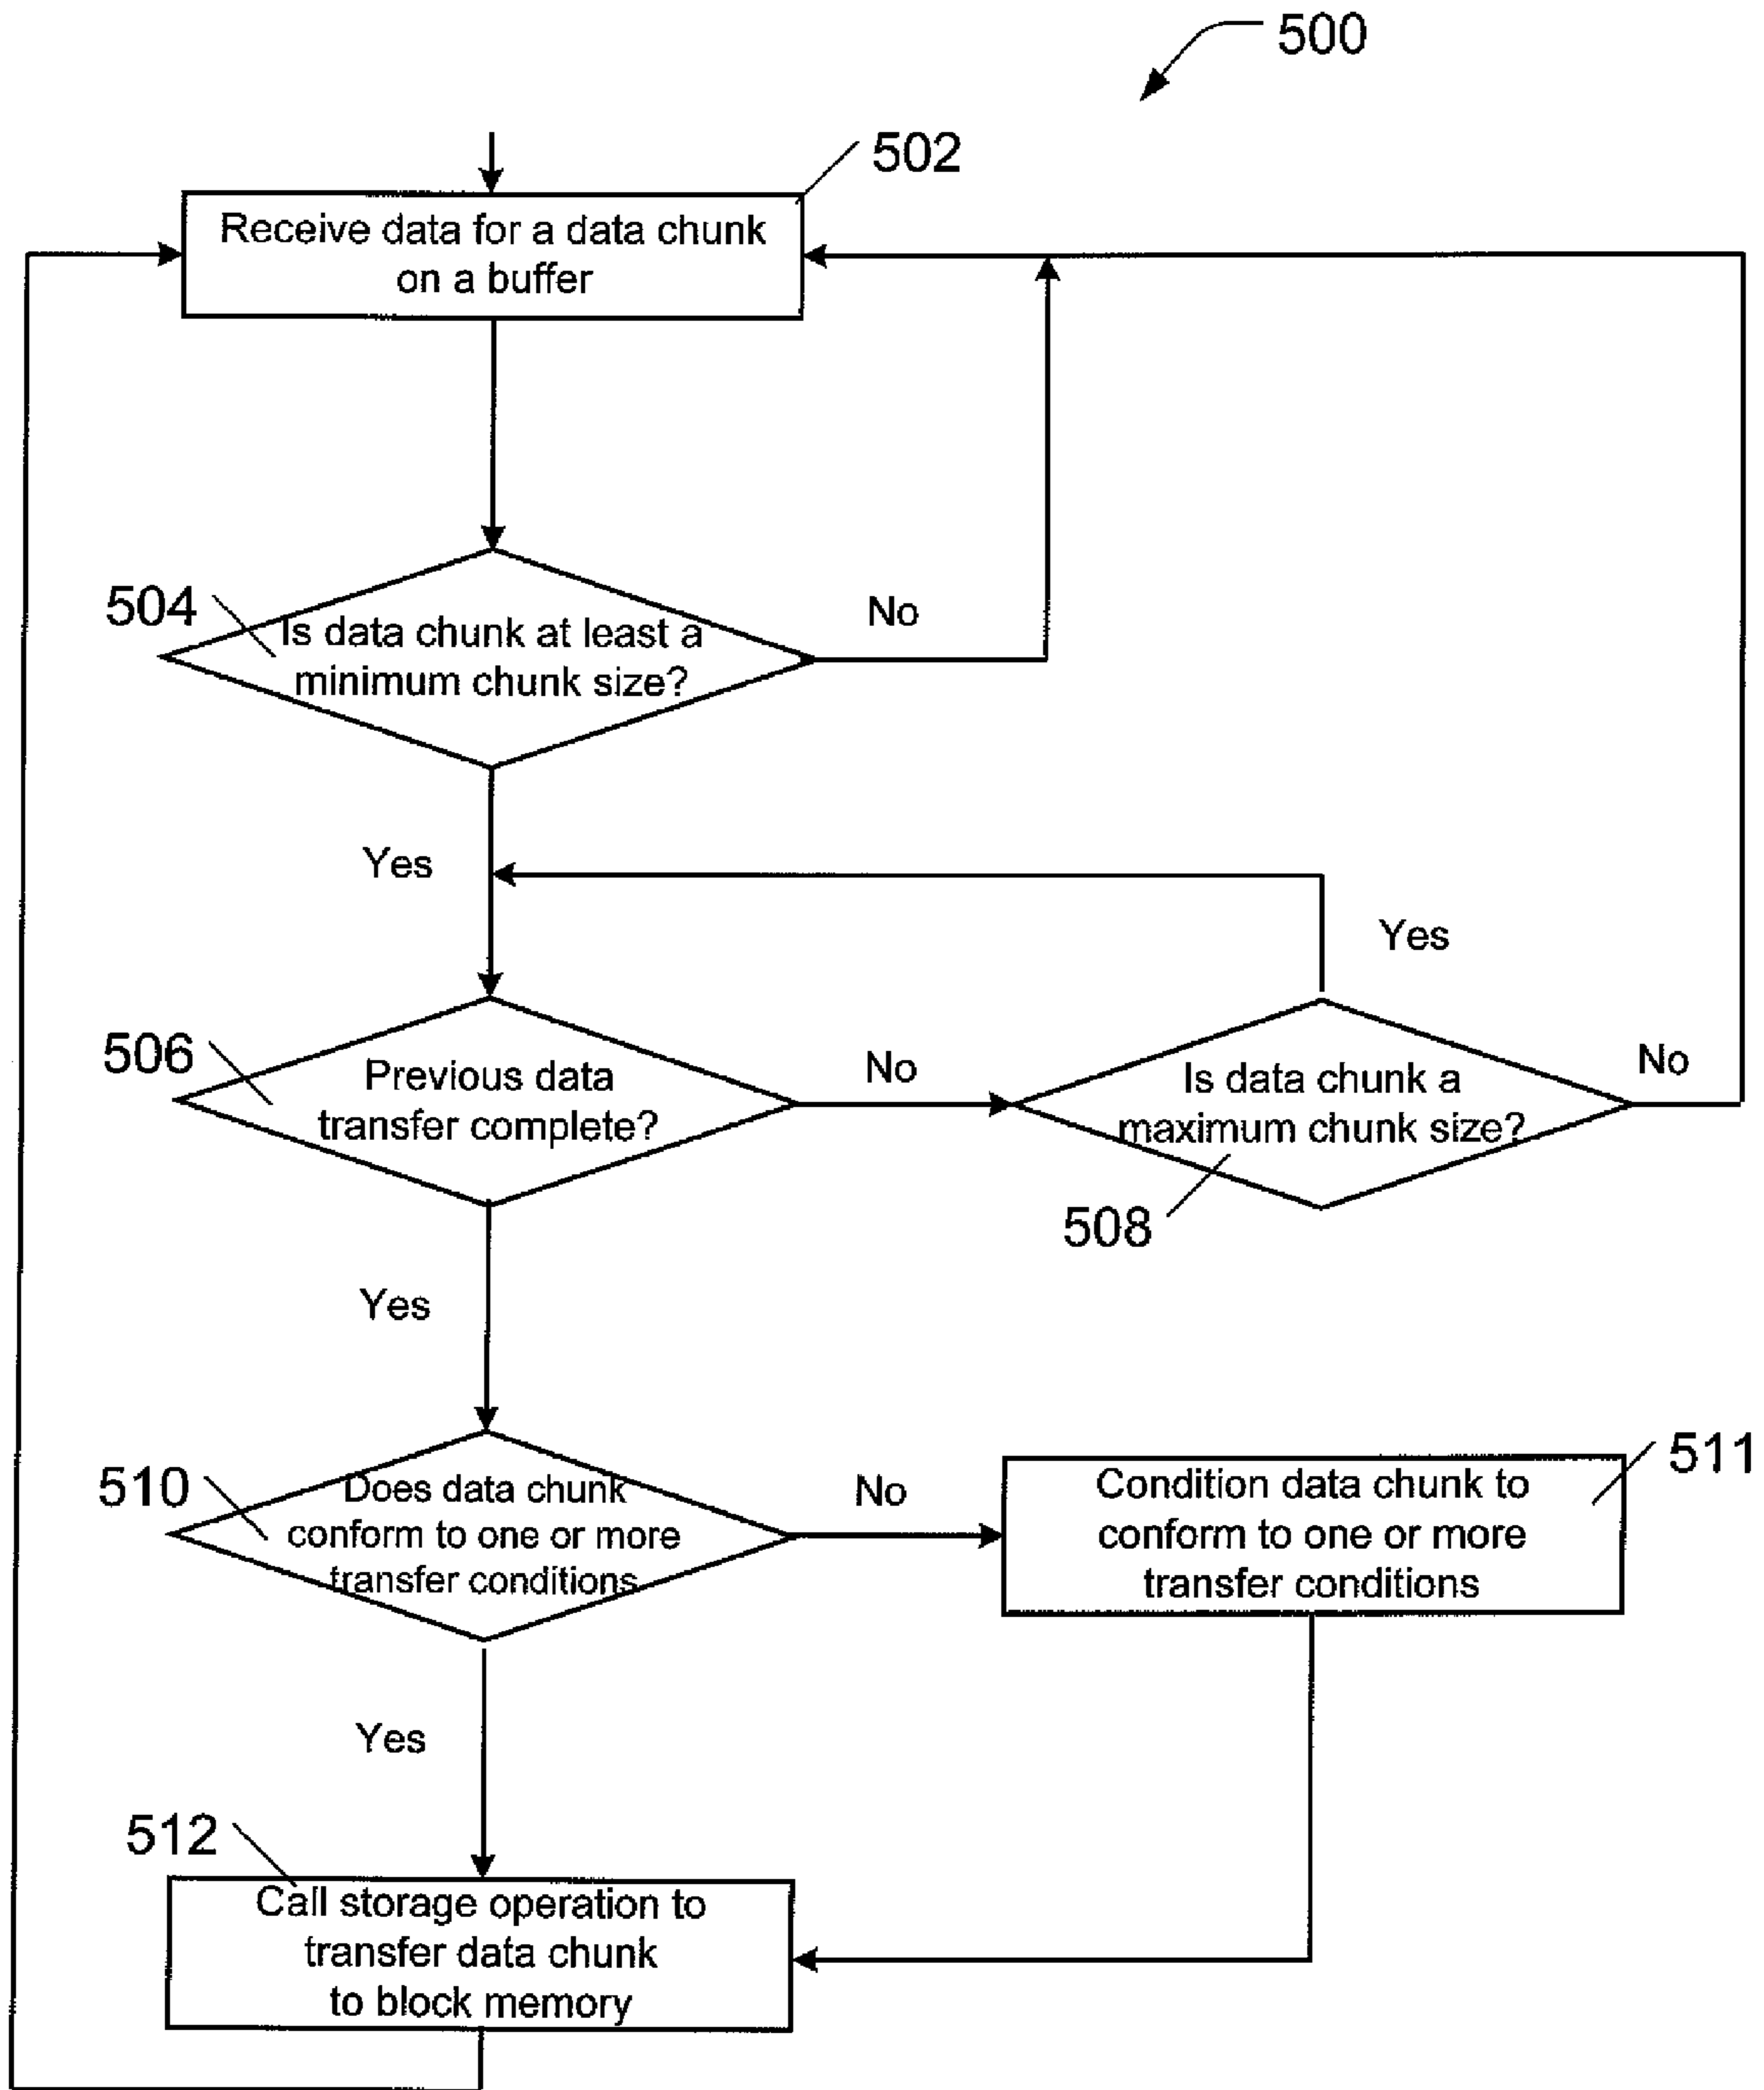 500
502
Receive data for a data chunk
on a buffer
504
Is data chunk at least a
minimum chunk size?
No
Yes
Yes
506
Previous data
transfer complete?
No
Is data chunk a
maximum chunk size?
No
508
Yes
510
Does data chunk
conform to one or more
transfer conditions
No
Condition data chunk to
conform to one or more
transfer conditions
511
Yes
512
Call storage operation to
transfer data chunk
to block memory